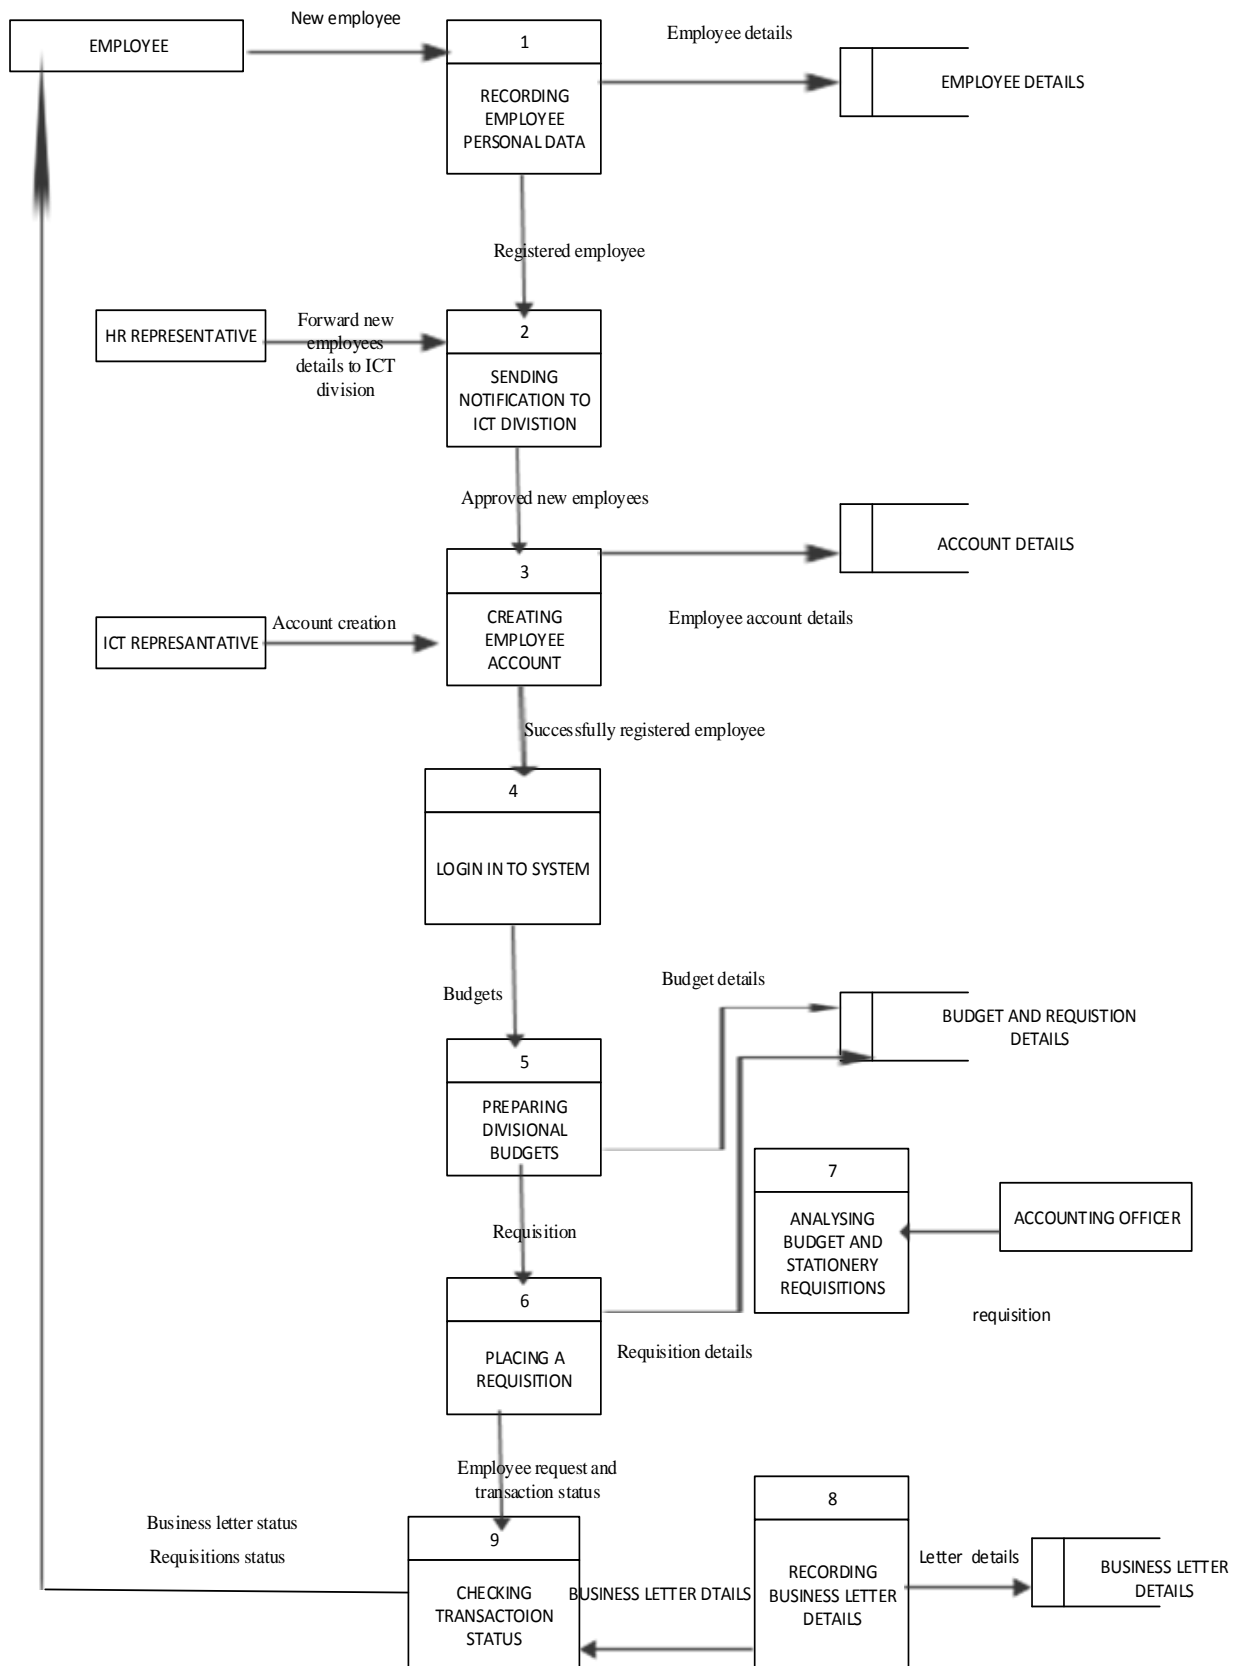 New employee
EMPLOYEE
1
Employee details
RECORDING
EMPLOYEE
PERSONAL DATA
EMPLOYEE DETAILS
Registered employee
HR REPRESENTATIVE
Forward new
employees
details to ICT
division
2
SENDING
NOTIFICATION TO
ICT DIVISTION
Approved new employees
3
CREATING
EMPLOYEE
ACCOUNT
ACCOUNT DETAILS
Employee account details
ICT REPRESANTATIVE
Account creation
Successfully registered employee
4
LOGIN IN TO SYSTEM
Budgets
Budget details
BUDGET AND REQUISTION
DETAILS
5
PREPARING
DIVISIONAL
BUDGETS
7
ANALYSING
BUDGET AND
STATIONERY
REQUISITIONS
ACCOUNTING OFFICER
requisition
Requisition
6
PLACING A
REQUISITION
Requisition details
Employee request and
transaction status
Business letter status
Requisitions status
9
CHECKING
TRANSACTOION
STATUS
BUSINESS LETTER DTAILS
8
RECORDING
BUSINESS LETTER
DETAILS
Letter details
BUSINESS LETTER
DETAILS